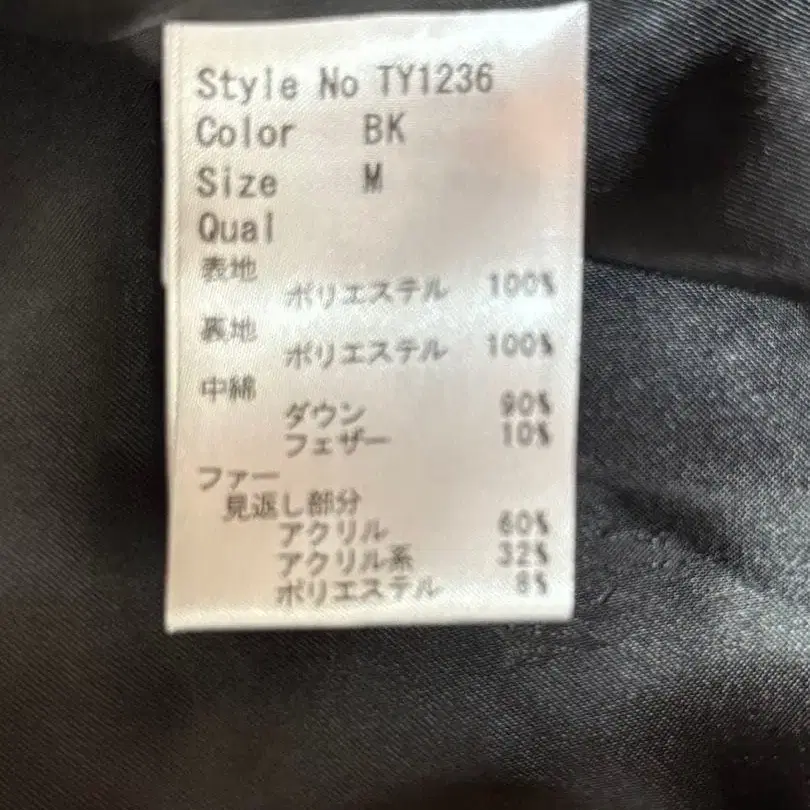 Style No TY1236
Color BK
Size M
Qual
表地
ポリエステル 100%
裏地
ポリエステル 100%
中綿
ダウン 90%
フェザー 10%
ファー
見返し部分
アクリル 60%
アクリル系 32%
ポリエステル 8%